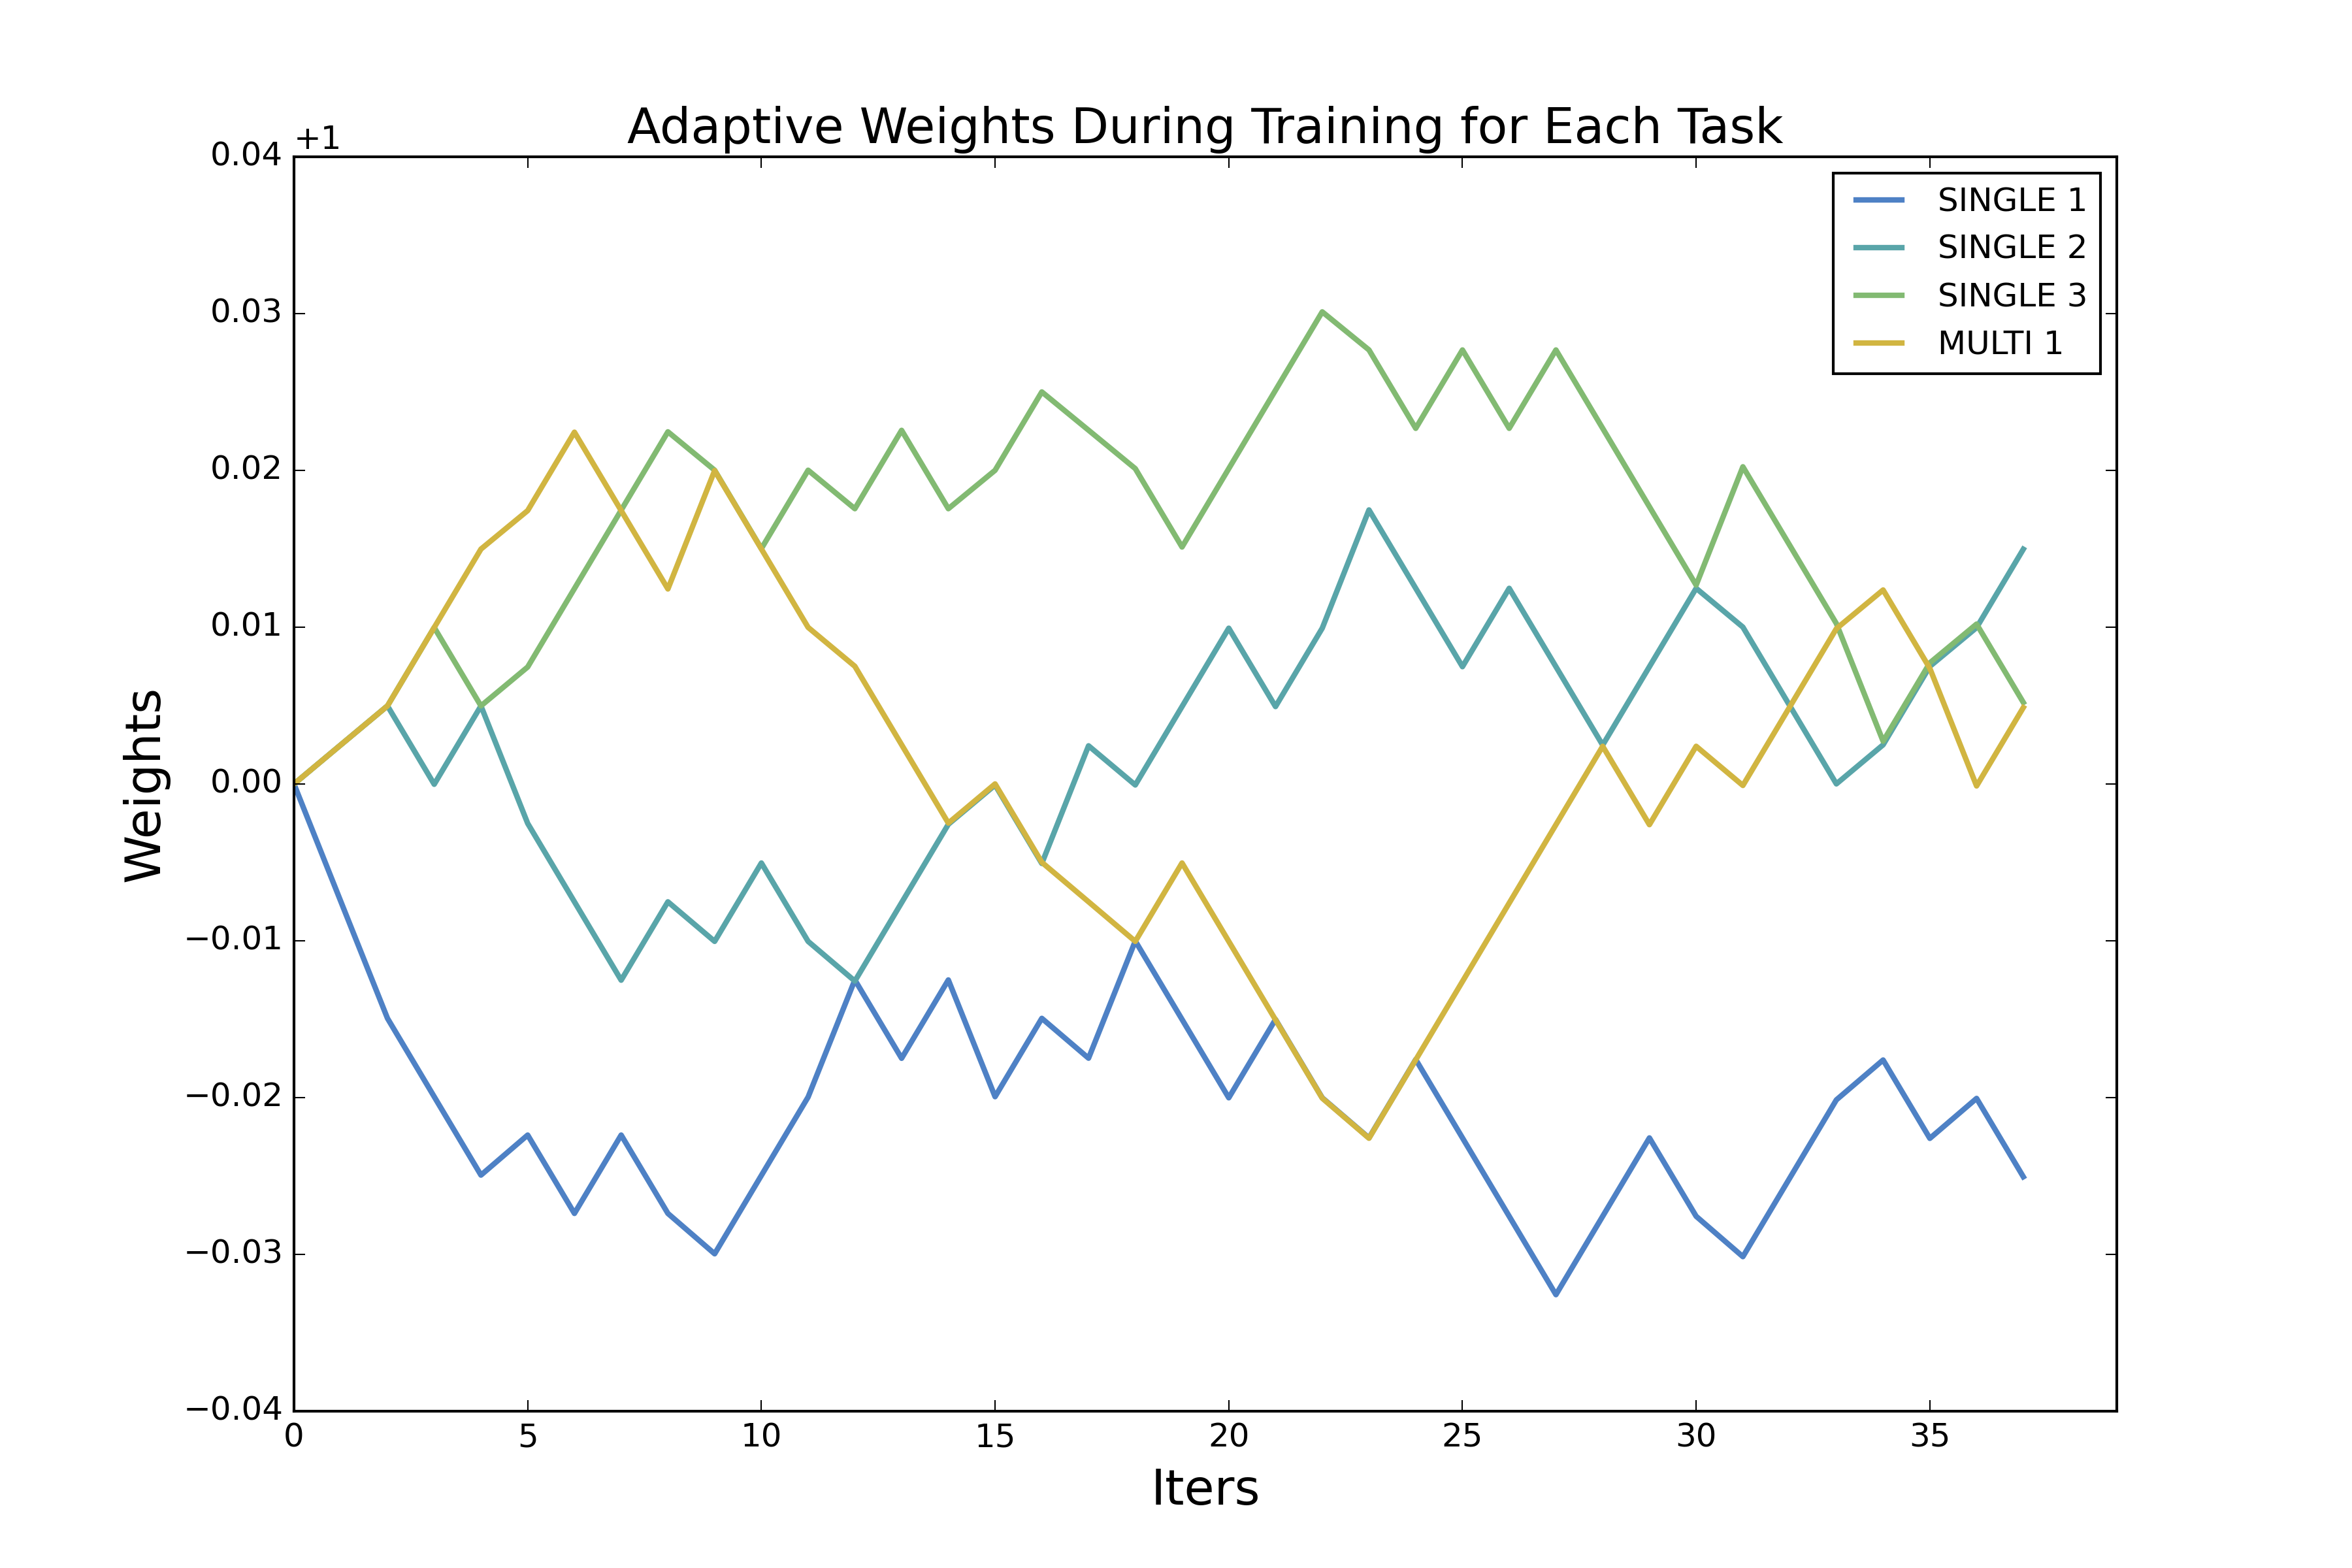 Adaptive Weights During Training for Each Task
+1
0.04
0.03
0.02
0.01
0.00
−0.01
−0.02
−0.03
−0.04
Weights
SINGLE 1
SINGLE 2
SINGLE 3
MULTI 1
0 5 10 15 20 25 30 35
Iters